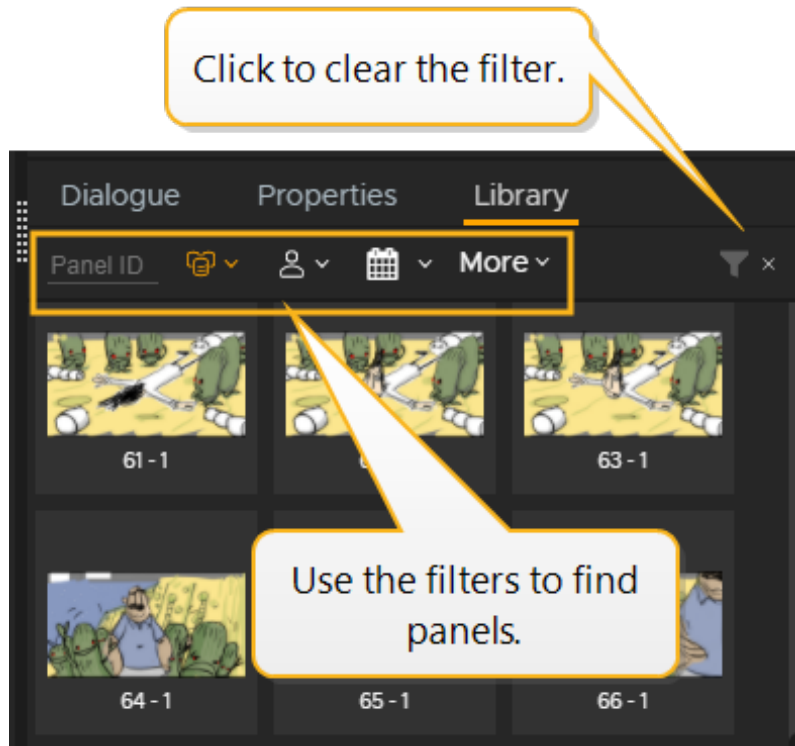 Click to clear the filter.
Dialogue Properties Library
Panel ID More
61 - 1 63 - 1
Use the filters to find
panels.
64 - 1 65 - 1 66 - 1